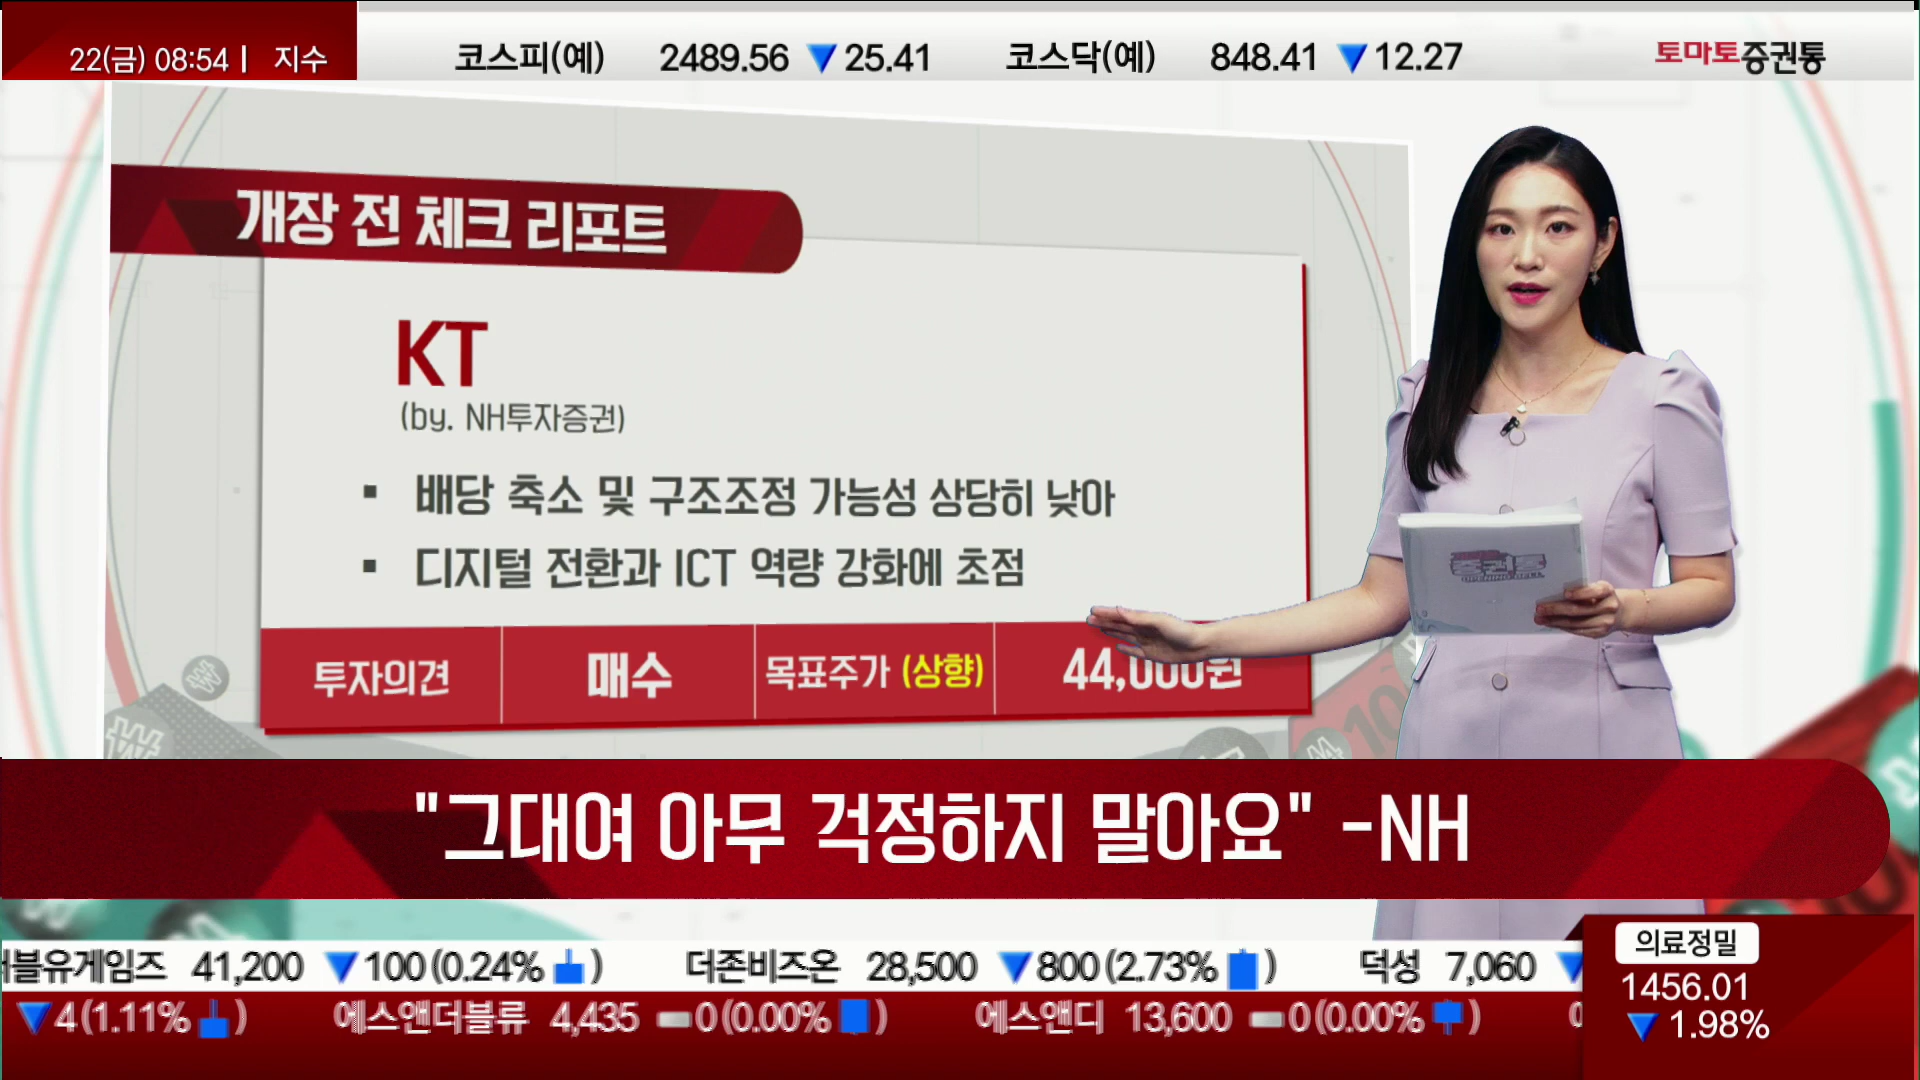 22(금) 08:54 | 지수 코스피(예) 2489.56 ▼25.41 코스닥(예) 848.41 ▼12.27 토마토증권통
개장 전 체크 리포트
KT
(by. NH투자증권)
▪ 배당 축소 및 구조조정 가능성 상당히 낮아
▪ 디지털 전환과 ICT 역량 강화에 초점
투자의견 매수 목표주가 (상향) 44,000원
증권통
"그대여 아무 걱정하지 말아요" -NH
블유게임즈 41,200 ▼100(0.24% ) 더존비즈온 28,500 ▼800(2.73% ) 덕성 7,060 ▼
▼4(1.11% ) 에스앤더블류 4,435 0(0.00% ) 에스앤디 13,600 0(0.00% )
의료정밀
1456.01
▼ 1.98%